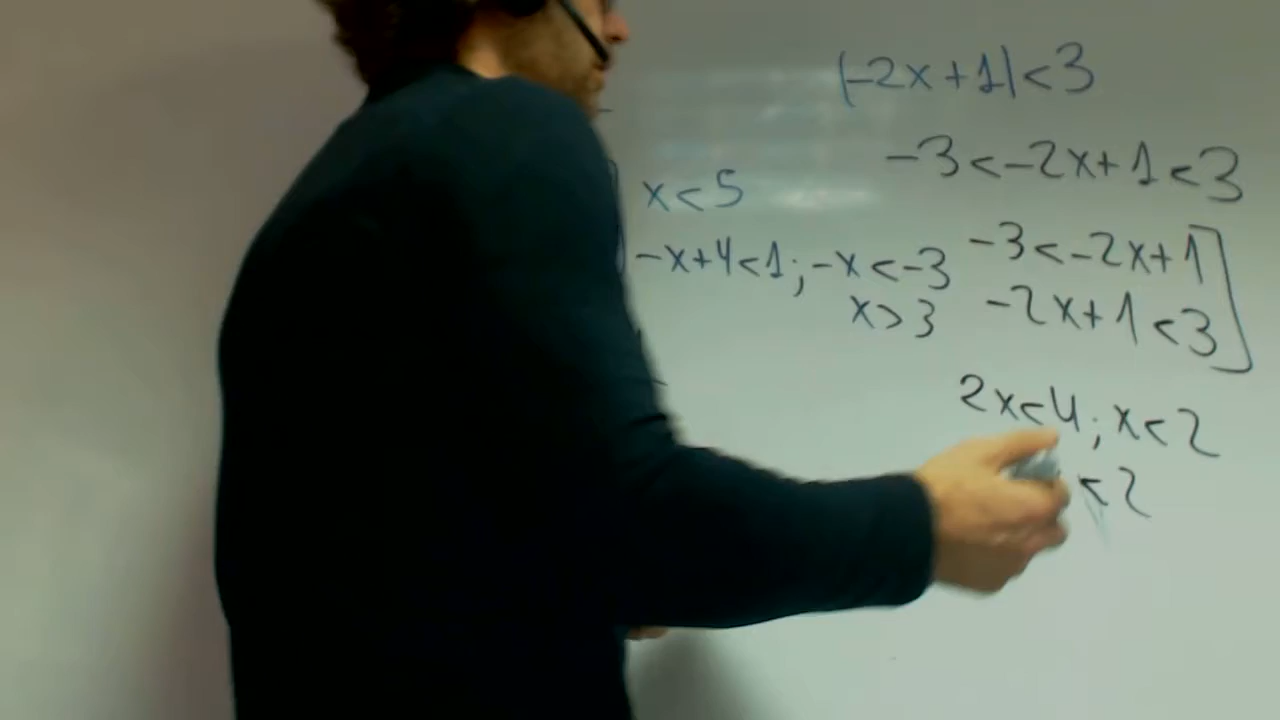 |-2x+1|<3
-3<-2x+1<3
x<5
-x+4<1; -x<-3
x>3
-3<-2x+1
-2x+1<3
2x<4; x<2
<2